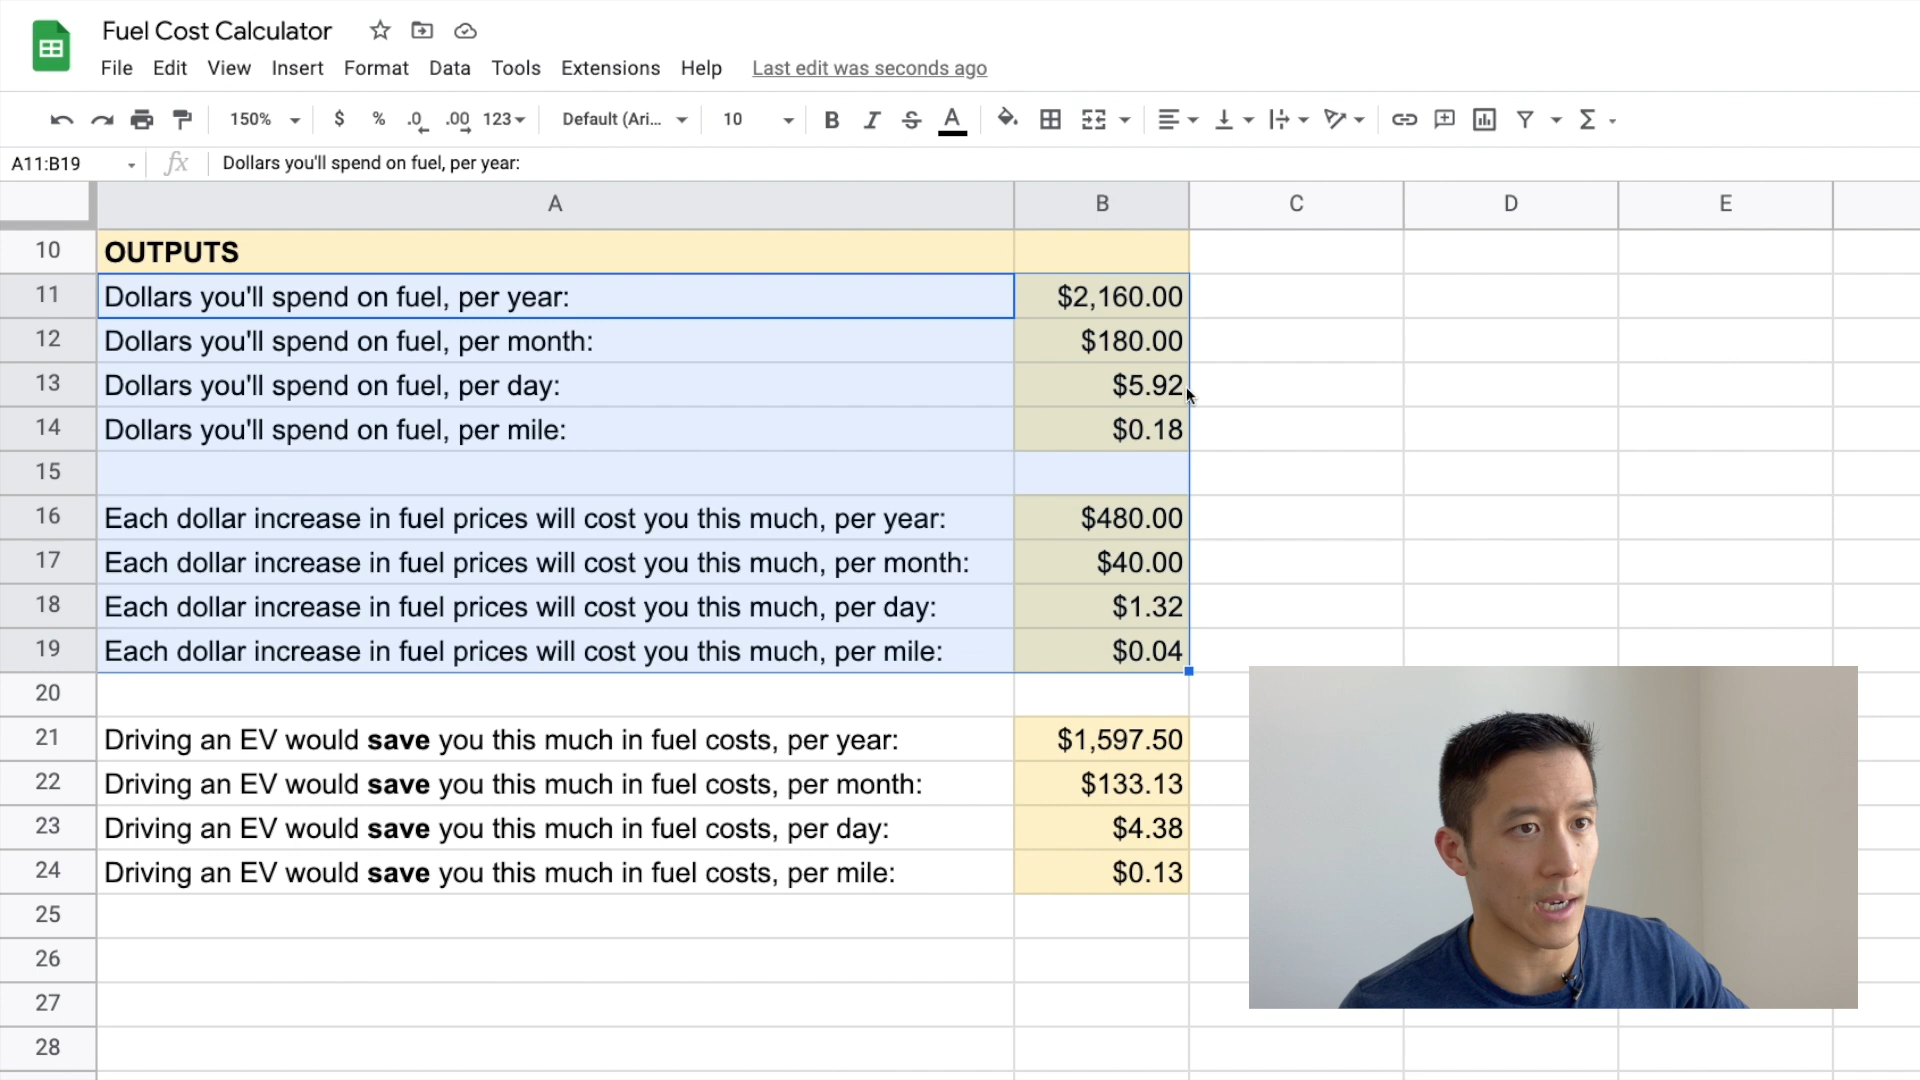 Fuel Cost Calculator
File Edit View Insert Format Data Tools Extensions Help Last edit was seconds ago
150% $ % .0 .00 123 Default (Ari... 10 B I S A Σ
A11:B19 fx Dollars you'll spend on fuel, per year:
A B C D E
10 OUTPUTS
11 Dollars you'll spend on fuel, per year: $2,160.00
12 Dollars you'll spend on fuel, per month: $180.00
13 Dollars you'll spend on fuel, per day: $5.92
14 Dollars you'll spend on fuel, per mile: $0.18
15
16 Each dollar increase in fuel prices will cost you this much, per year: $480.00
17 Each dollar increase in fuel prices will cost you this much, per month: $40.00
18 Each dollar increase in fuel prices will cost you this much, per day: $1.32
19 Each dollar increase in fuel prices will cost you this much, per mile: $0.04
20
21 Driving an EV would save you this much in fuel costs, per year: $1,597.50
22 Driving an EV would save you this much in fuel costs, per month: $133.13
23 Driving an EV would save you this much in fuel costs, per day: $4.38
24 Driving an EV would save you this much in fuel costs, per mile: $0.13
25
26
27
28